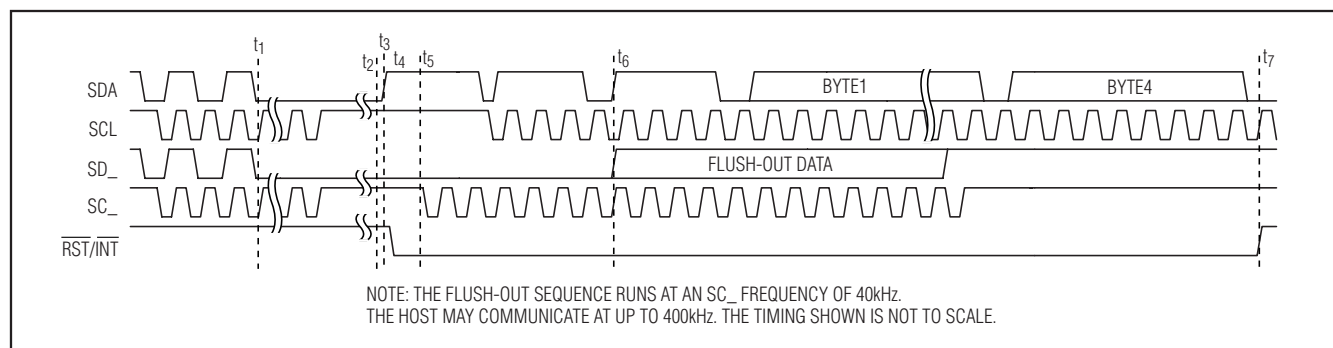 t1 t2 t3 t4 t5 t6 t7
SDA BYTE1 BYTE4
SCL
SD_ FLUSH-OUT DATA
SC_
RST/INT
NOTE: THE FLUSH-OUT SEQUENCE RUNS AT AN SC_ FREQUENCY OF 40kHz.
THE HOST MAY COMMUNICATE AT UP TO 400kHz. THE TIMING SHOWN IS NOT TO SCALE.